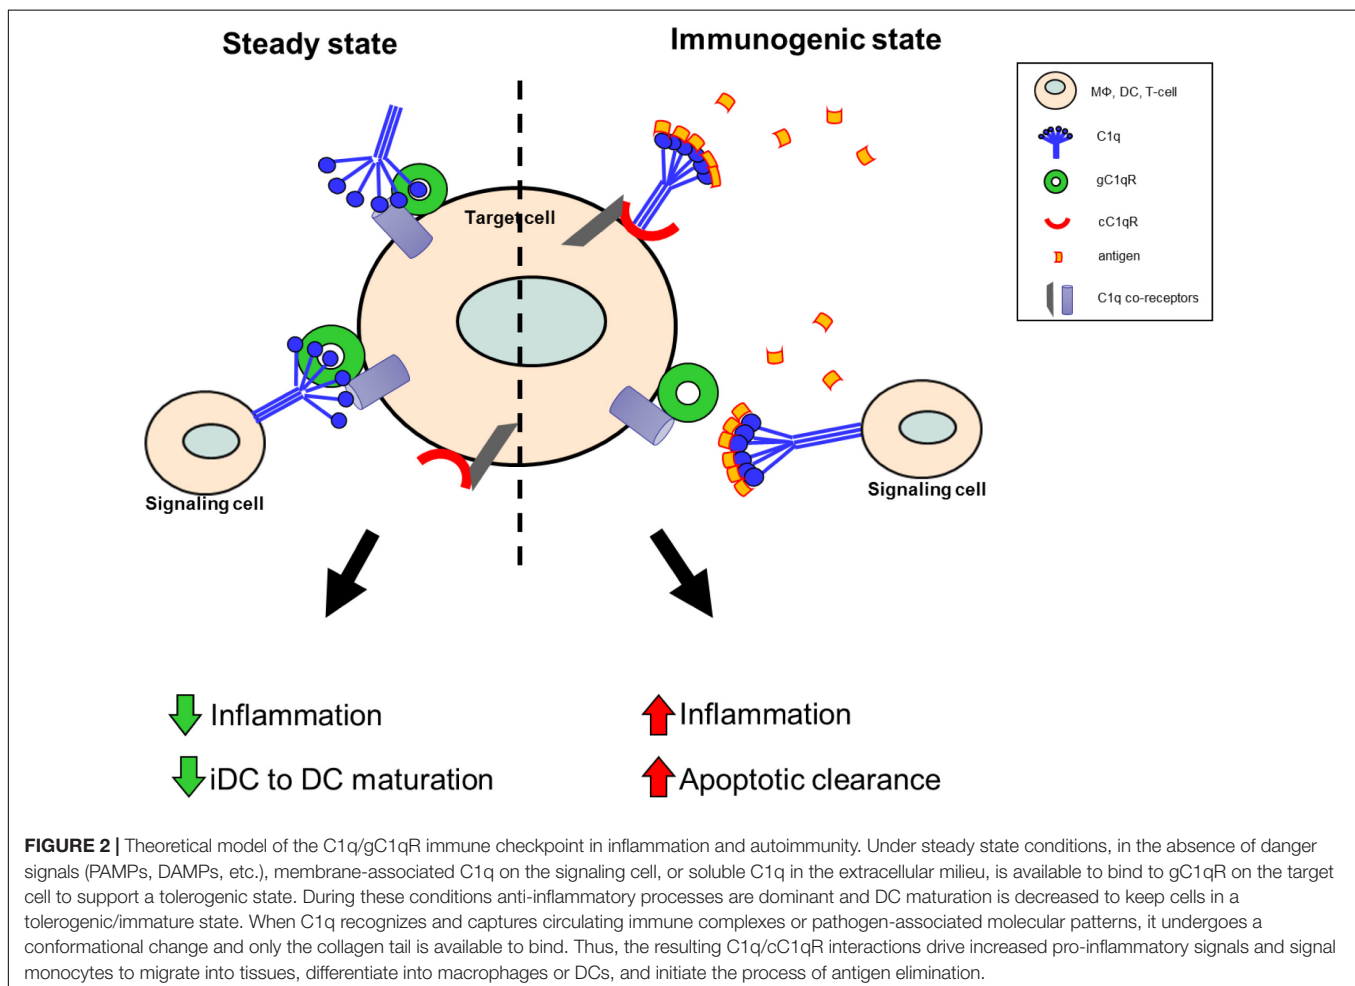 Steady state
Immunogenic state
MΦ, DC, T-cell
C1q
gC1qR
cC1qR
antigen
C1q co-receptors
Target cell
Signaling cell
Signaling cell
Inflammation
iDC to DC maturation
Inflammation
Apoptotic clearance
FIGURE 2 | Theoretical model of the C1q/gC1qR immune checkpoint in inflammation and autoimmunity. Under steady state conditions, in the absence of danger
signals (PAMPs, DAMPs, etc.), membrane-associated C1q on the signaling cell, or soluble C1q in the extracellular milieu, is available to bind to gC1qR on the target
cell to support a tolerogenic state. During these conditions anti-inflammatory processes are dominant and DC maturation is decreased to keep cells in a
tolerogenic/immature state. When C1q recognizes and captures circulating immune complexes or pathogen-associated molecular patterns, it undergoes a
conformational change and only the collagen tail is available to bind. Thus, the resulting C1q/cC1qR interactions drive increased pro-inflammatory signals and signal
monocytes to migrate into tissues, differentiate into macrophages or DCs, and initiate the process of antigen elimination.